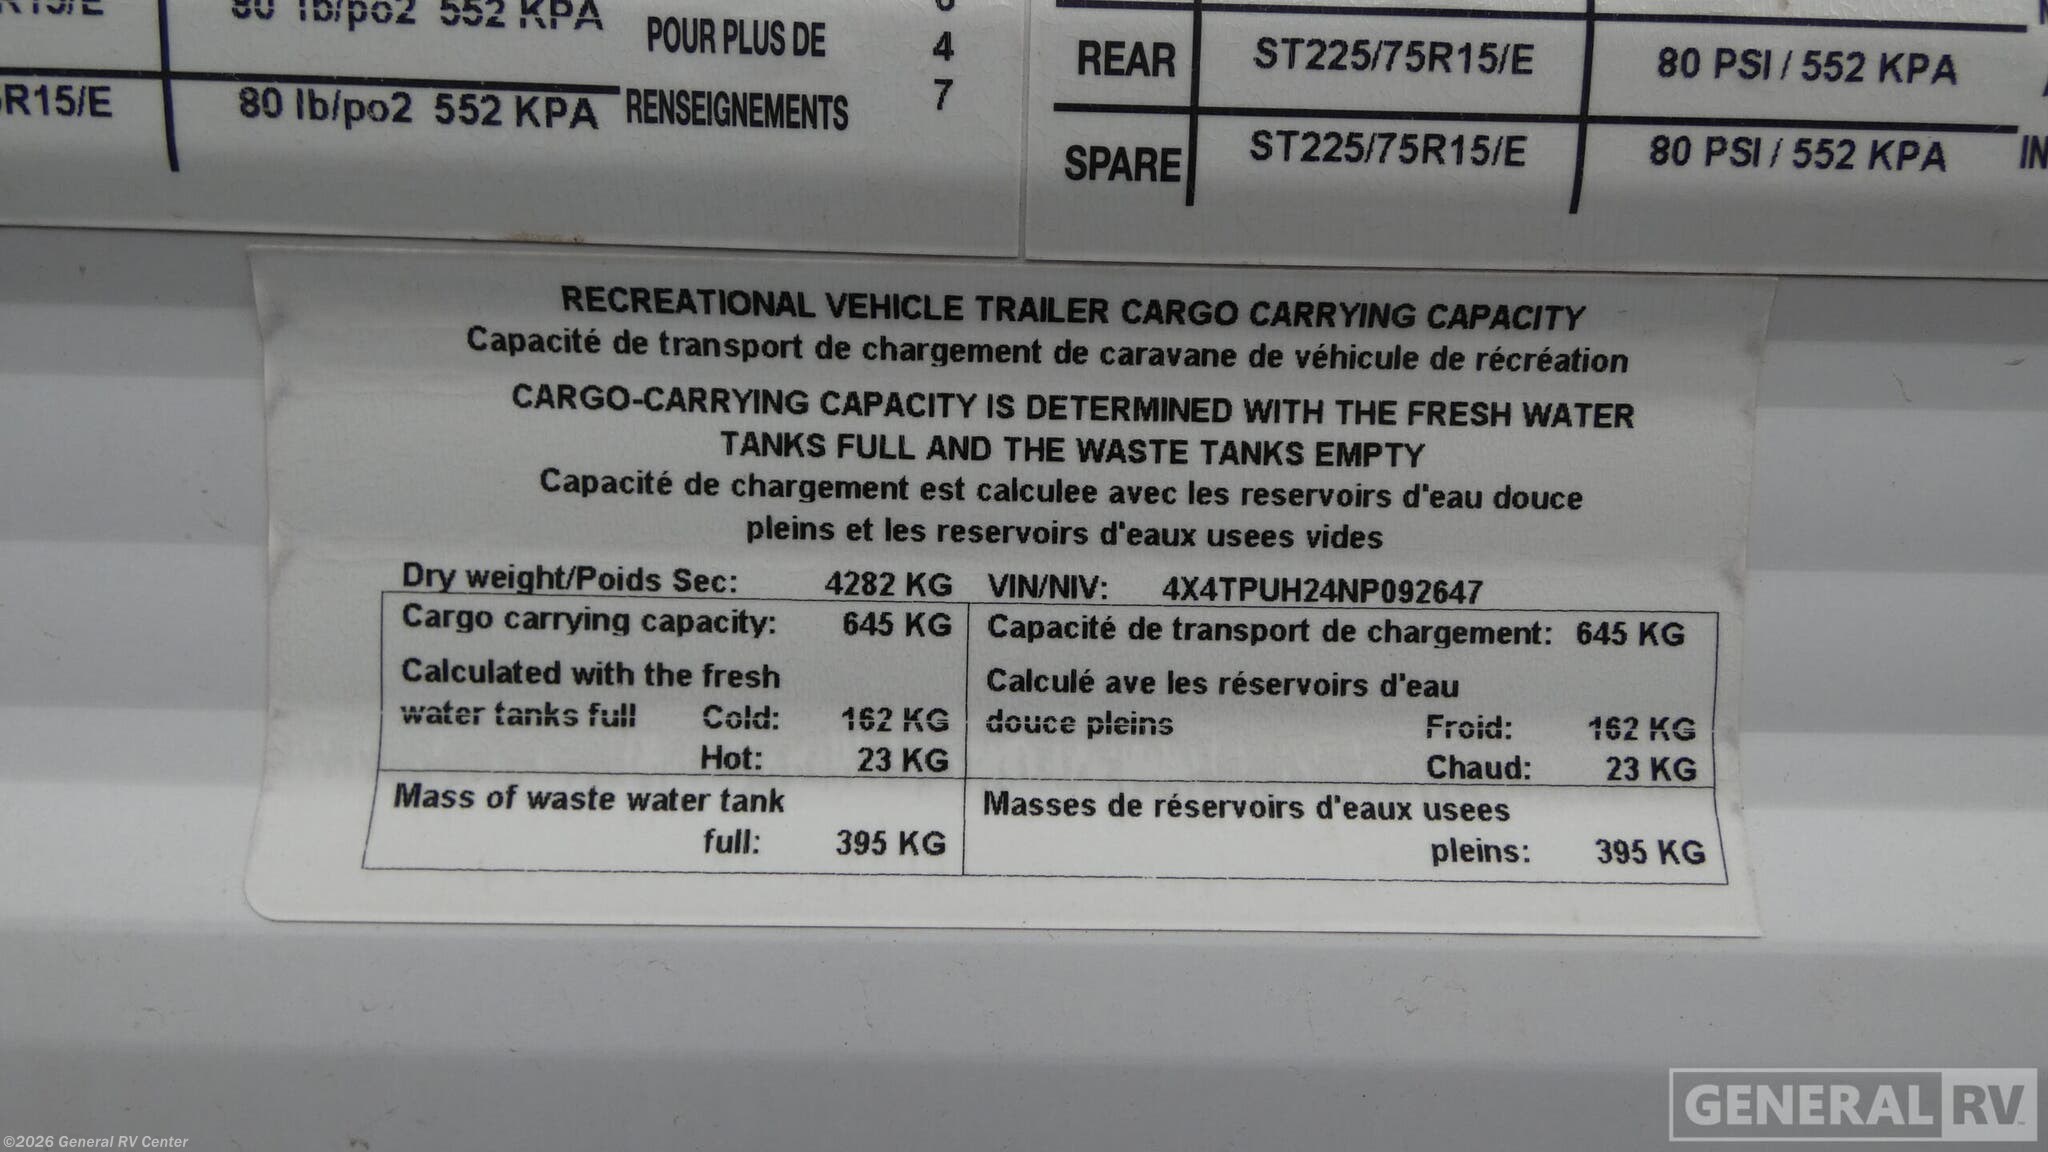 80 lb/po2 552 KPA
POUR PLUS DE
4
R15/E
80 lb/po2 552 KPA
RENSEIGNEMENTS
7
REAR ST225/75R15/E 80 PSI / 552 KPA
SPARE ST225/75R15/E 80 PSI / 552 KPA
RECREATIONAL VEHICLE TRAILER CARGO CARRYING CAPACITY
Capacité de transport de chargement de caravane de véhicule de récréation
CARGO-CARRYING CAPACITY IS DETERMINED WITH THE FRESH WATER
TANKS FULL AND THE WASTE TANKS EMPTY
Capacité de chargement est calculee avec les reservoirs d'eau douce
pleins et les reservoirs d'eaux usees vides
Dry weight/Poids Sec: 4282 KG VIN/NIV: 4X4TPUH24NP092647
Cargo carrying capacity: 645 KG Capacité de transport de chargement: 645 KG
Calculated with the fresh Calculé ave les réservoirs d'eau
water tanks full Cold: 162 KG douce pleins Froid: 162 KG
Hot: 23 KG Chaud: 23 KG
Mass of waste water tank Masses de réservoirs d'eaux usees
full: 395 KG pleins: 395 KG
GENERAL RV
©2026 General RV Center